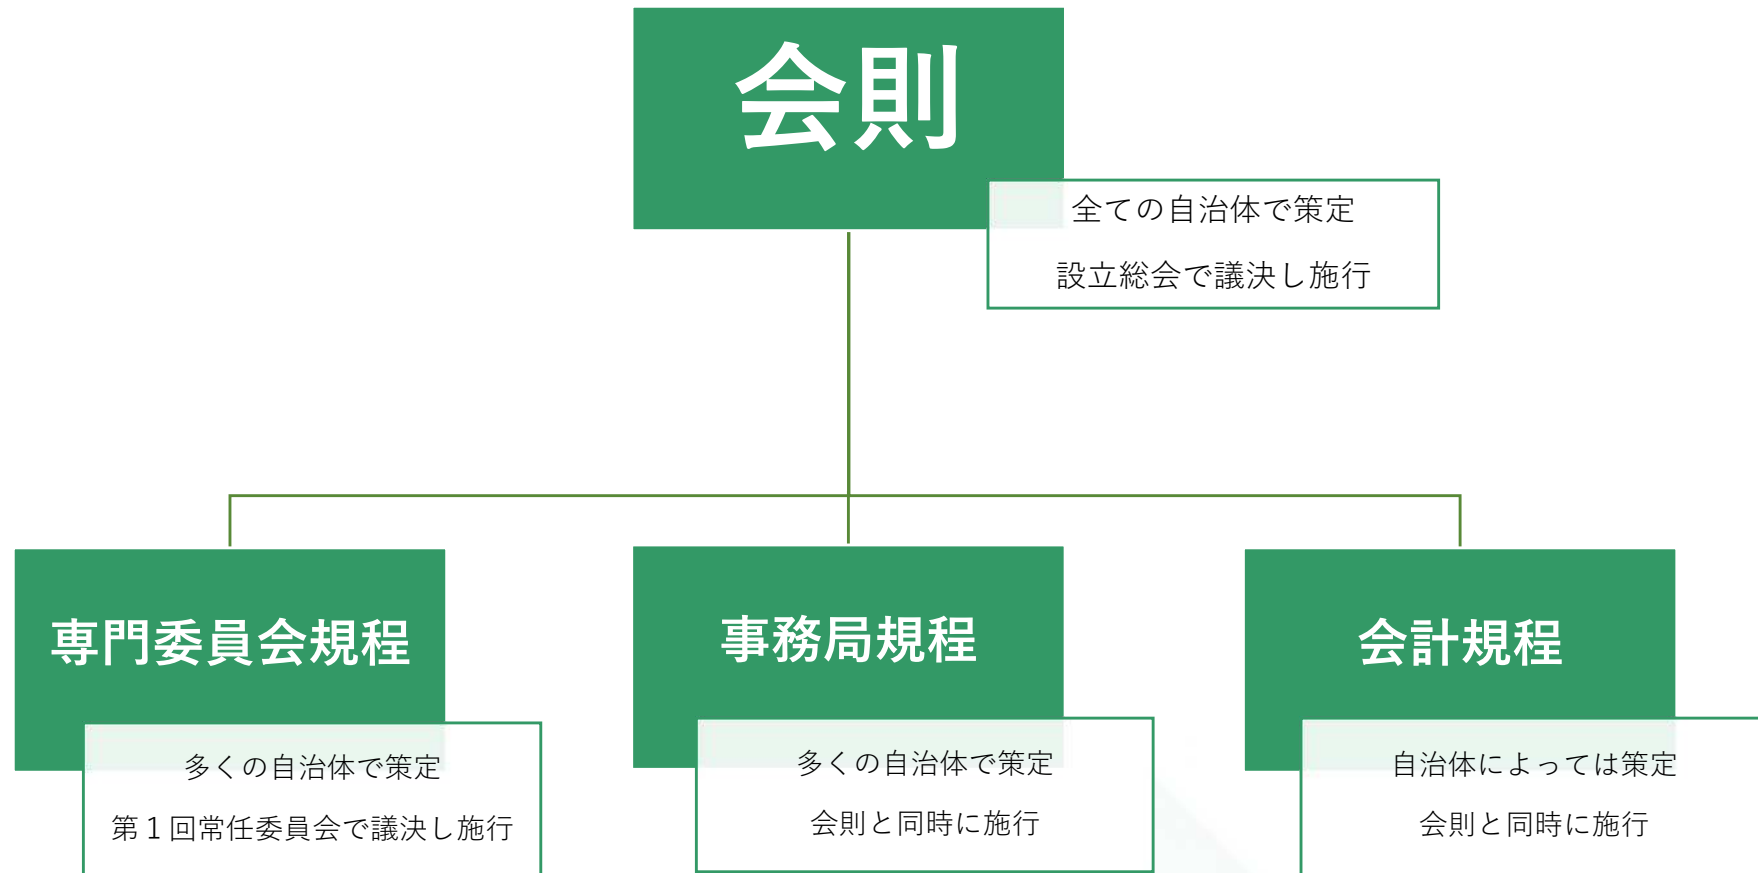 会則
全ての自治体で策定
設立総会で議決し施行
専門委員会規程
多くの自治体で策定
第１回常任委員会で議決し施行
事務局規程
多くの自治体で策定
会則と同時に施行
会計規程
自治体によっては策定
会則と同時に施行